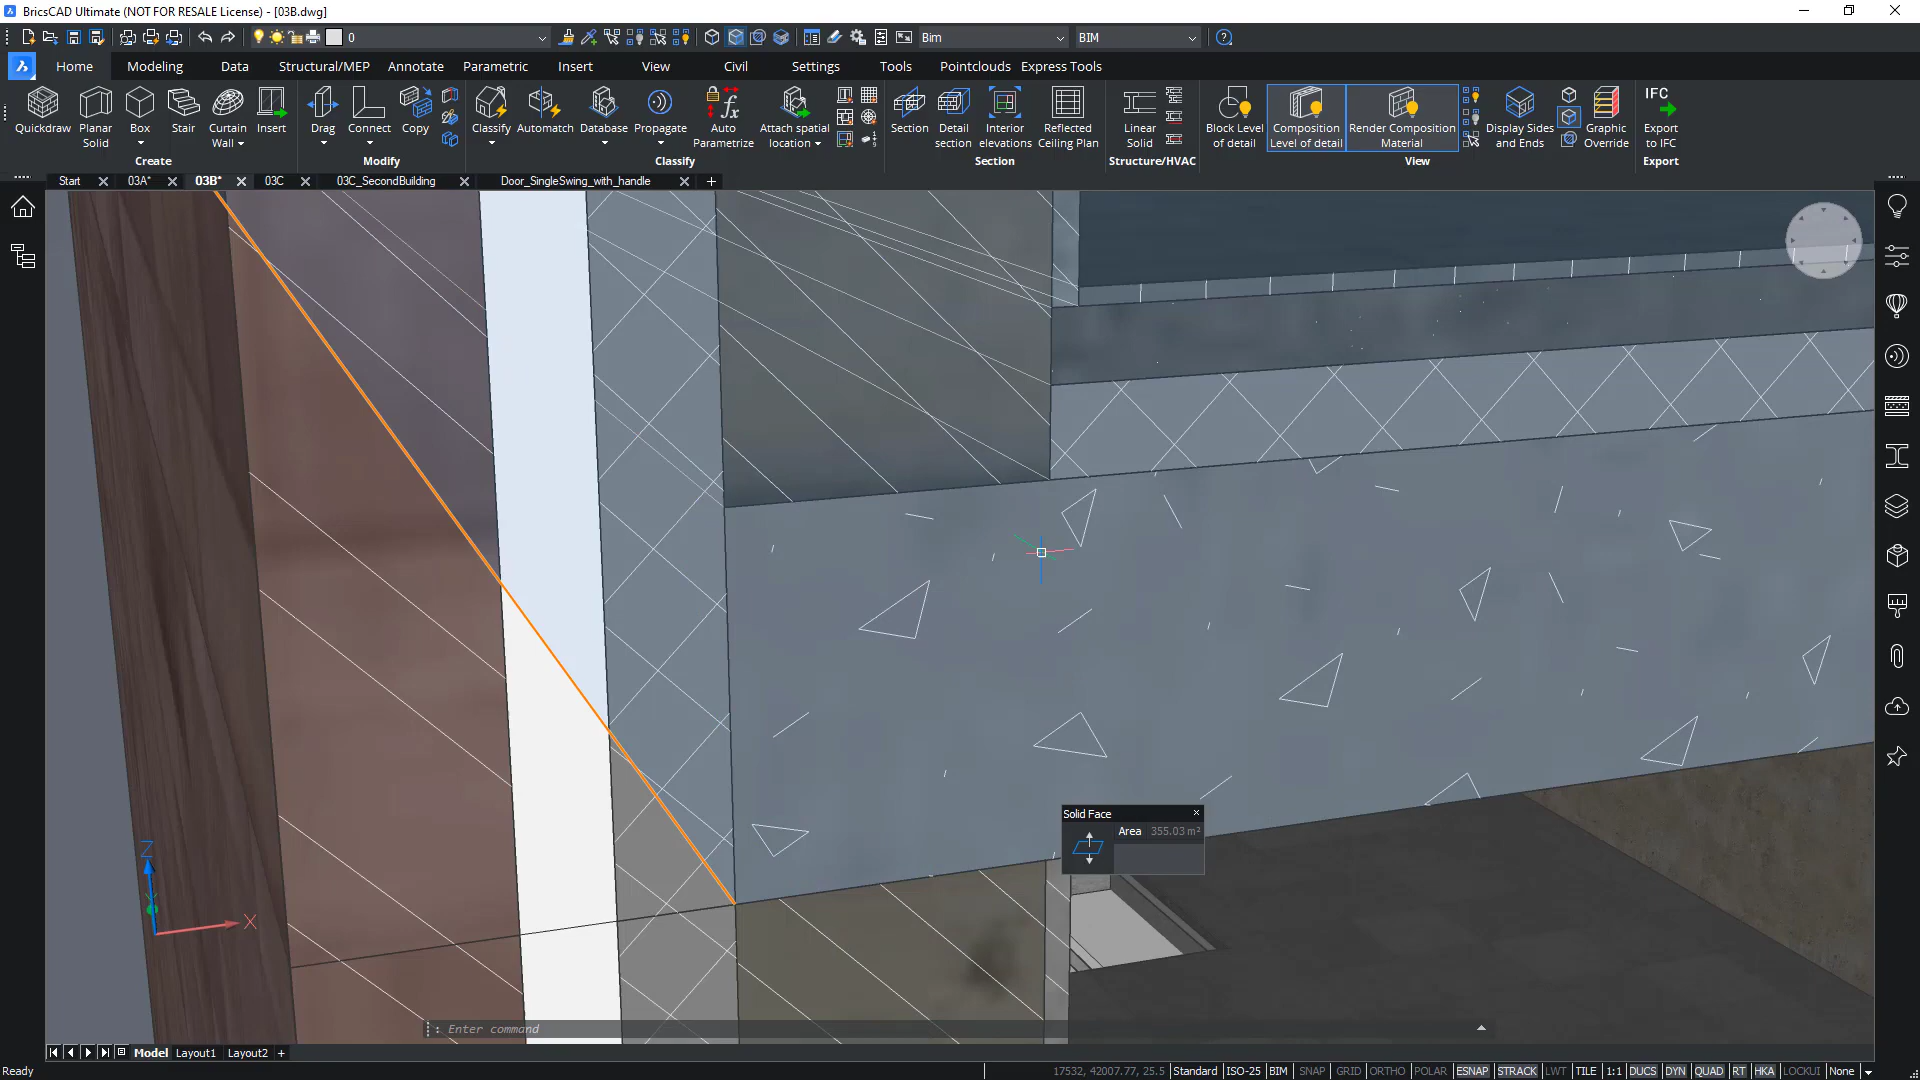 BricsCAD Ultimate (NOT FOR RESALE License) - [03B.dwg]
0
Bim
BIM
Home Modeling Data Structural/MEP Annotate Parametric Insert View Civil Settings Tools Pointclouds Express Tools
Quickdraw
Planar Solid
Box
Stair
Curtain Wall
Insert
Create
Drag
Connect
Copy
Modify
Classify
Automatch
Database
Propagate
Auto Parametrize
Attach spatial location
Classify
Section
Detail section
Interior elevations
Reflected Ceiling Plan
Section
Linear Solid
Structure/HVAC
Block Level of detail
Composition Level of detail
Render Composition Material
Display Sides and Ends
Graphic Override
View
IFC
Export to IFC
Export
Start 03A* 03B* 03C 03C_SecondBuilding Door_SingleSwing_with_handle
Solid Face
Area 355.03 m²
Z
Y
X
: Enter command
Model Layout1 Layout2 +
Ready
17532, 42007.77, 25.5 Standard ISO-25 BIM SNAP GRID ORTHO POLAR ESNAP STRACK LWT TILE 1:1 DUCS DYN QUAD RT HKA LOCKUI None